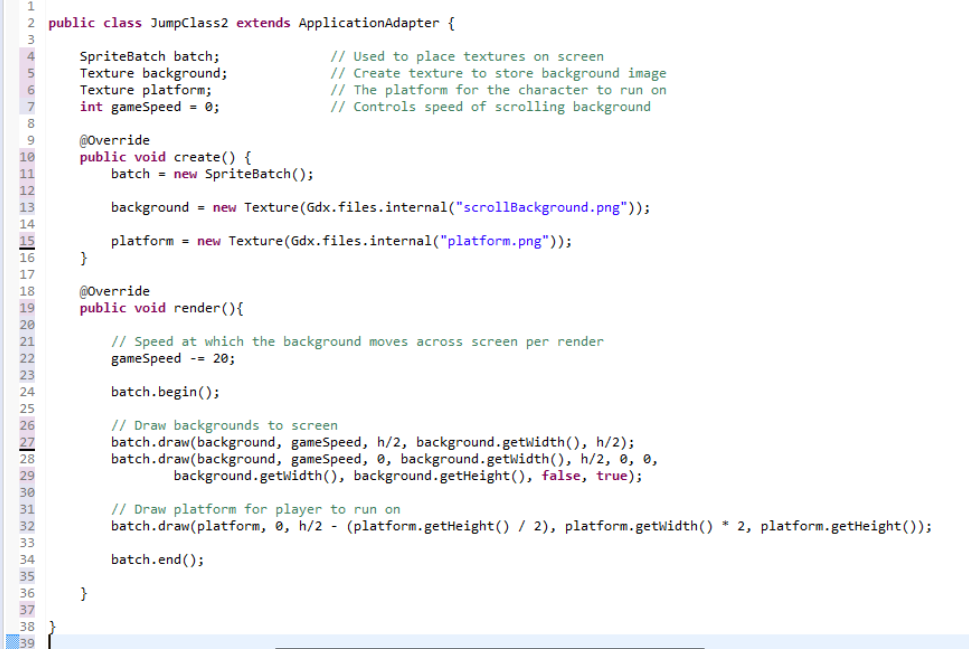 1
2 public class JumpClass2 extends ApplicationAdapter {
3
4     SpriteBatch batch;              // Used to place textures on screen
5     Texture background;             // Create texture to store background image
6     Texture platform;               // The platform for the character to run on
7     int gameSpeed = 0;              // Controls speed of scrolling background
8
9     @Override
10     public void create() {
11         batch = new SpriteBatch();
12
13         background = new Texture(Gdx.files.internal("scrollBackground.png"));
14
15         platform = new Texture(Gdx.files.internal("platform.png"));
16     }
17
18     @Override
19     public void render(){
20
21         // Speed at which the background moves across screen per render
22         gameSpeed -= 20;
23
24         batch.begin();
25
26         // Draw backgrounds to screen
27         batch.draw(background, gameSpeed, h/2, background.getWidth(), h/2);
28         batch.draw(background, gameSpeed, 0, background.getWidth(), h/2, 0, 0,
29                 background.getWidth(), background.getHeight(), false, true);
30
31         // Draw platform for player to run on
32         batch.draw(platform, 0, h/2 - (platform.getHeight() / 2), platform.getWidth() * 2, platform.getHeight());
33
34         batch.end();
35
36     }
37
38 }
39